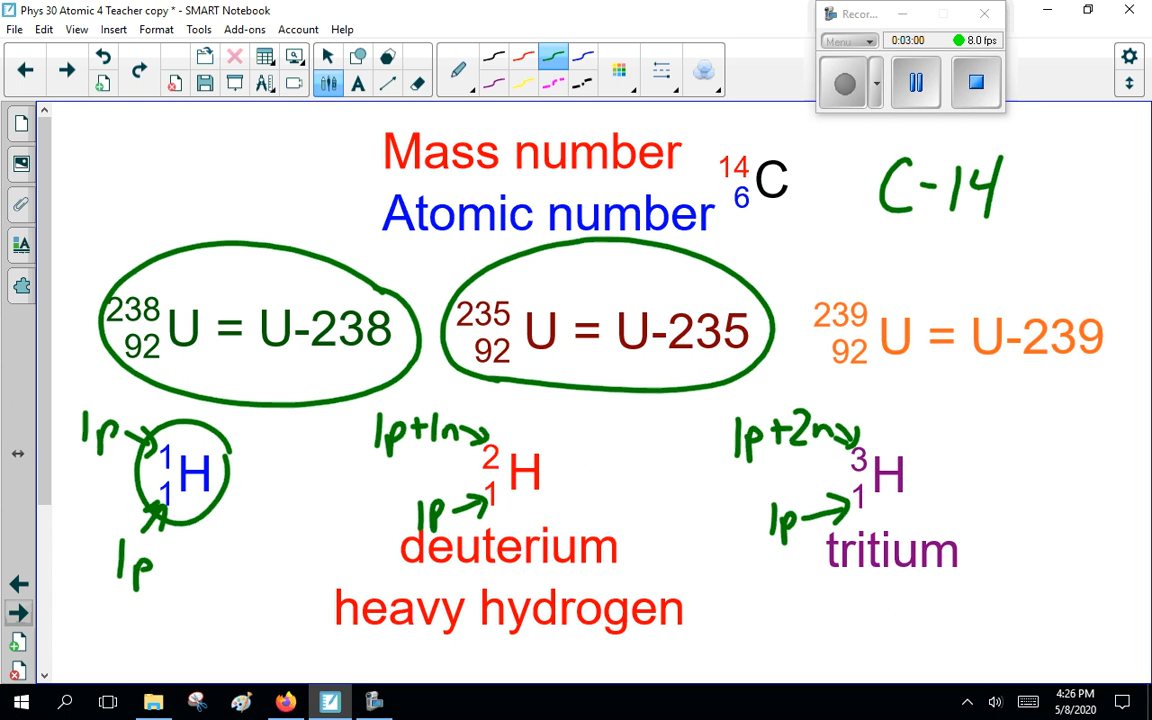 Phys 30 Atomic 4 Teacher copy * - SMART Notebook
File Edit View Insert Format Tools Add-ons Account Help
Recor...
Menu 0:03:00 8.0 fps
Mass number
14
6
C
C-14
Atomic number
238
92
U = U-238
235
92
U = U-235
239
92
U = U-239
1p
1
1
H
1p
1p+1n
2
1
H
1p
1p+2n
3
1
H
1p
deuterium
tritium
heavy hydrogen
4:26 PM
5/8/2020